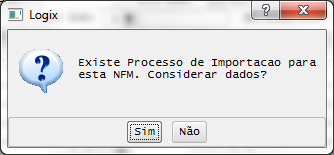 Logix
Existe Processo de Importacao para
esta NFM. Considerar dados?
Sim
Não